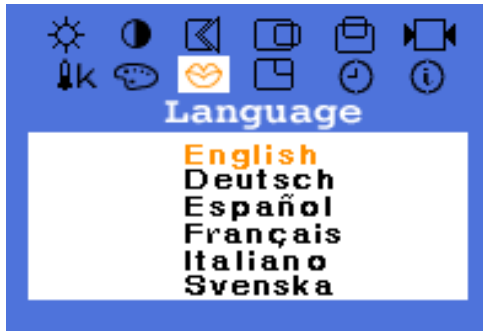 K
Language
English
Deutsch
Español
Français
Italiano
Svenska